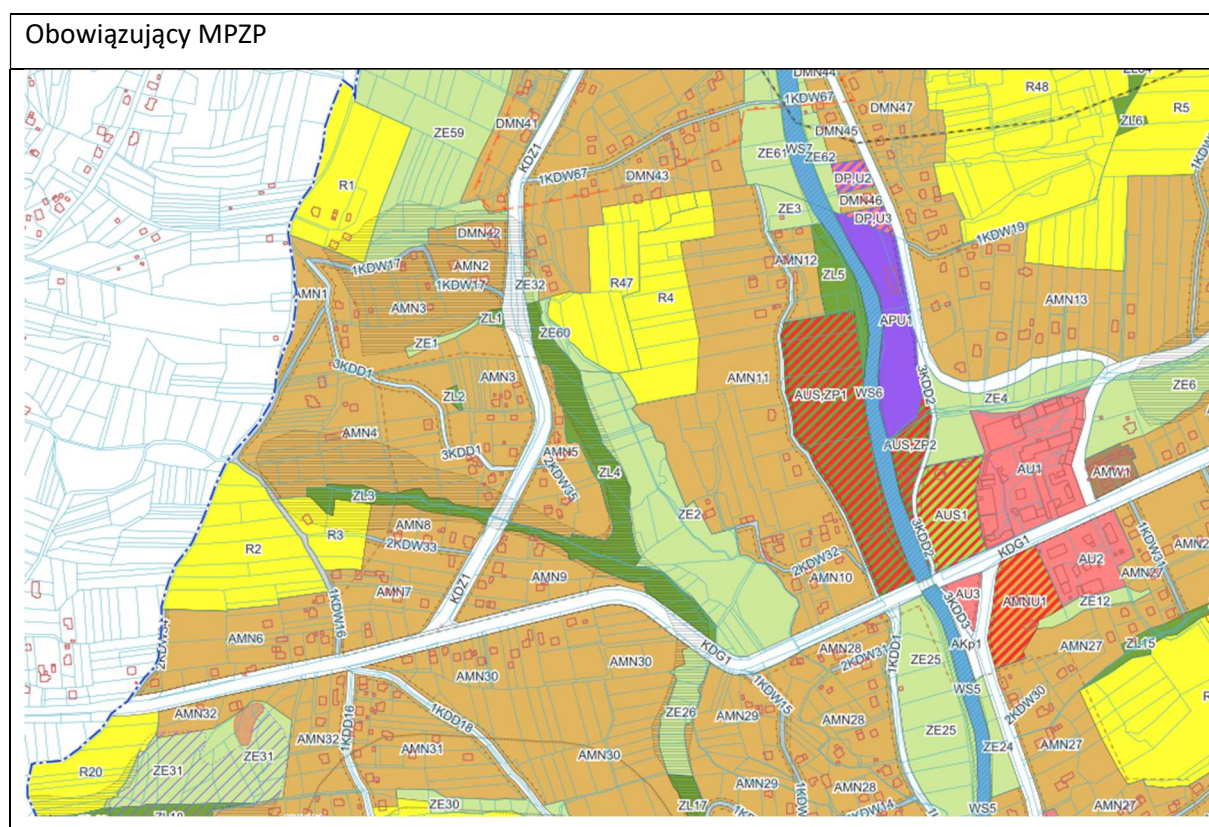 Obowiązujący MPZP
DMN44
1KDW67
DMN47
R48
R5
ZL6
DMN41
ZE59
KDZ1
1KDW67
DMN43
DMN45
ZE61
WS7
ZE62
DP,U2
DMN46
DP,U3
R1
ZE3
1KDW19
DMN42
1KDW17
AMN2
AMN12
AMN1
AMN3
1KDW17
ZE32
R47
R4
ZL5
AMN13
ZL1
ZE60
APU1
ZE1
3KDD1
AMN3
AMN11
AUS,ZP1
WS6
3KDD2
ZE4
ZE6
ZL2
AMN4
3KDD1
AMN5
2KDW35
AUS,ZP2
AU1
AMW1
ZL4
ZL3
ZE2
AUS1
3KDD2
R2
R3
AMN8
2KDW33
KDG1
1KDW31
AMN9
2KDW32
AMN10
AU2
AMN27
AMN7
KDZ1
1KDW16
AU3
AMNU1
ZE12
3KDD3
AMN6
AKp1
AMN27
ZL15
AMN30
AMN30
KDG1
AMN28
2KDW31
1KDD1
ZE25
WS5
1KDW15
2KDW30
AMN32
AMN32
1KDD16
1KDD18
ZE26
AMN29
AMN28
ZE31
ZE31
AMN31
AMN30
ZE25
ZE24
AMN27
R20
AMN29
AMN28
ZE30
ZL17
1KDW14
WS5
AMN27